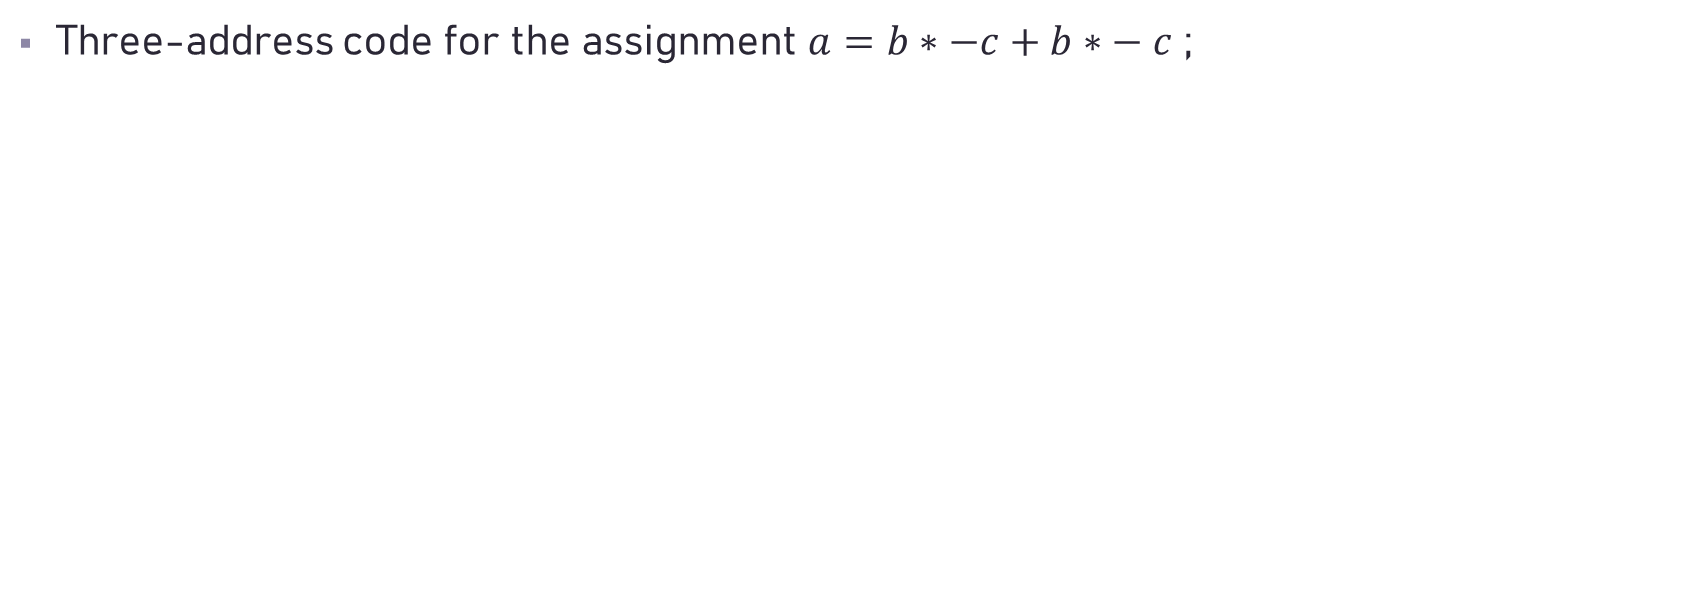 ▪ Three-address code for the assignment a = b ∗ −c + b ∗ − c ;